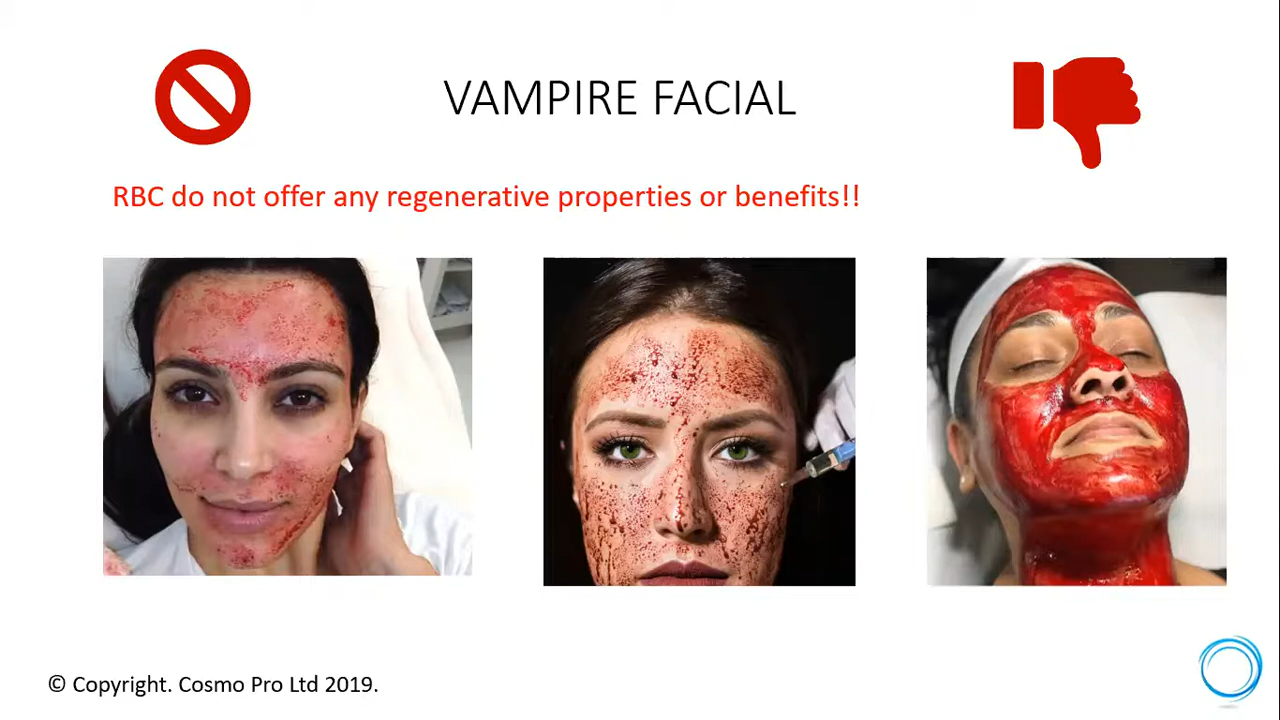 VAMPIRE FACIAL
RBC do not offer any regenerative properties or benefits!!
© Copyright. Cosmo Pro Ltd 2019.